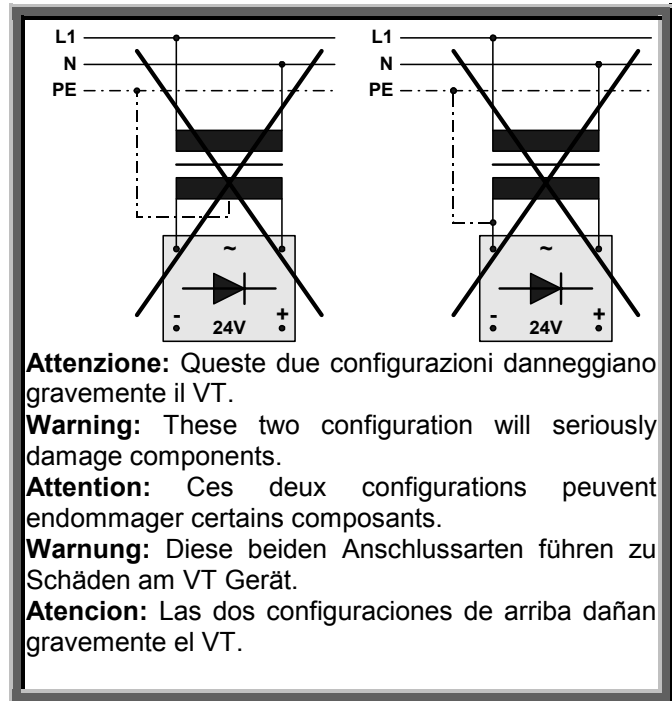 L1 L1
N N
PE PE
~ ~
- + - +
24V 24V
Attenzione: Queste due configurazioni danneggiano
gravemente il VT.
Warning: These two configuration will seriously
damage components.
Attention: Ces deux configurations peuvent
endommager certains composants.
Warnung: Diese beiden Anschlussarten führen zu
Schäden am VT Gerät.
Atencion: Las dos configuraciones de arriba dañan
gravemente el VT.